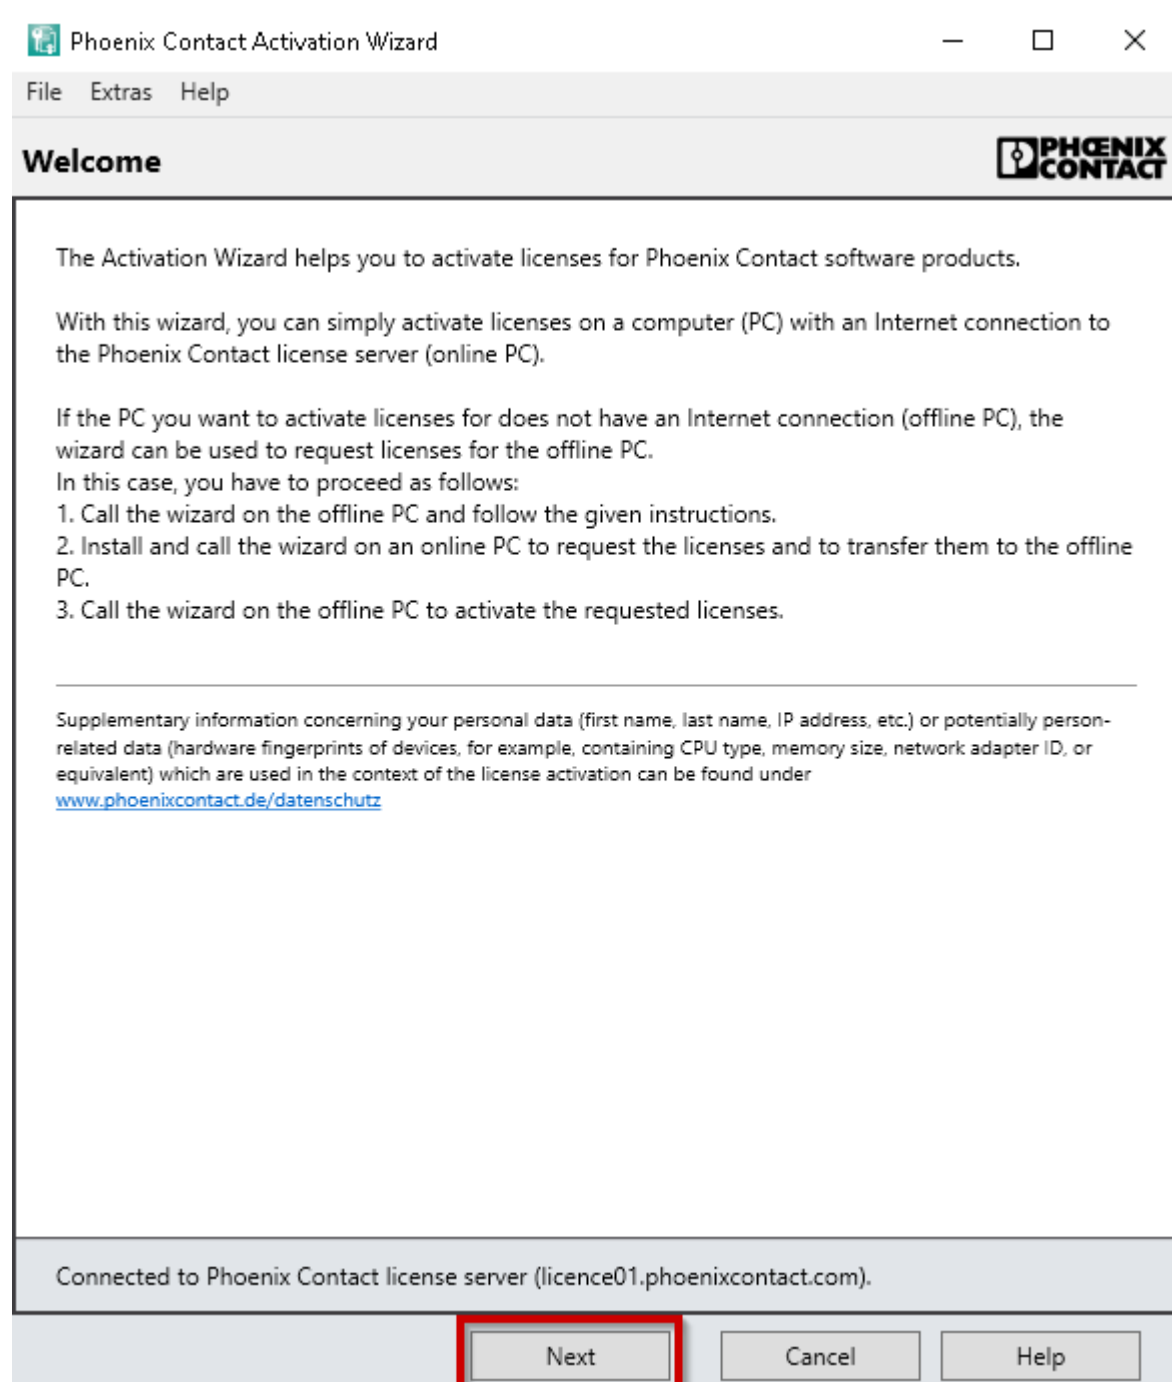 Phoenix Contact Activation Wizard
File Extras Help
Welcome
PHŒNIX
CONTACT
The Activation Wizard helps you to activate licenses for Phoenix Contact software products.
With this wizard, you can simply activate licenses on a computer (PC) with an Internet connection to
the Phoenix Contact license server (online PC).
If the PC you want to activate licenses for does not have an Internet connection (offline PC), the
wizard can be used to request licenses for the offline PC.
In this case, you have to proceed as follows:
1. Call the wizard on the offline PC and follow the given instructions.
2. Install and call the wizard on an online PC to request the licenses and to transfer them to the offline
PC.
3. Call the wizard on the offline PC to activate the requested licenses.
Supplementary information concerning your personal data (first name, last name, IP address, etc.) or potentially person-
related data (hardware fingerprints of devices, for example, containing CPU type, memory size, network adapter ID, or
equivalent) which are used in the context of the license activation can be found under
www.phoenixcontact.de/datenschutz
Connected to Phoenix Contact license server (licence01.phoenixcontact.com).
Next Cancel Help